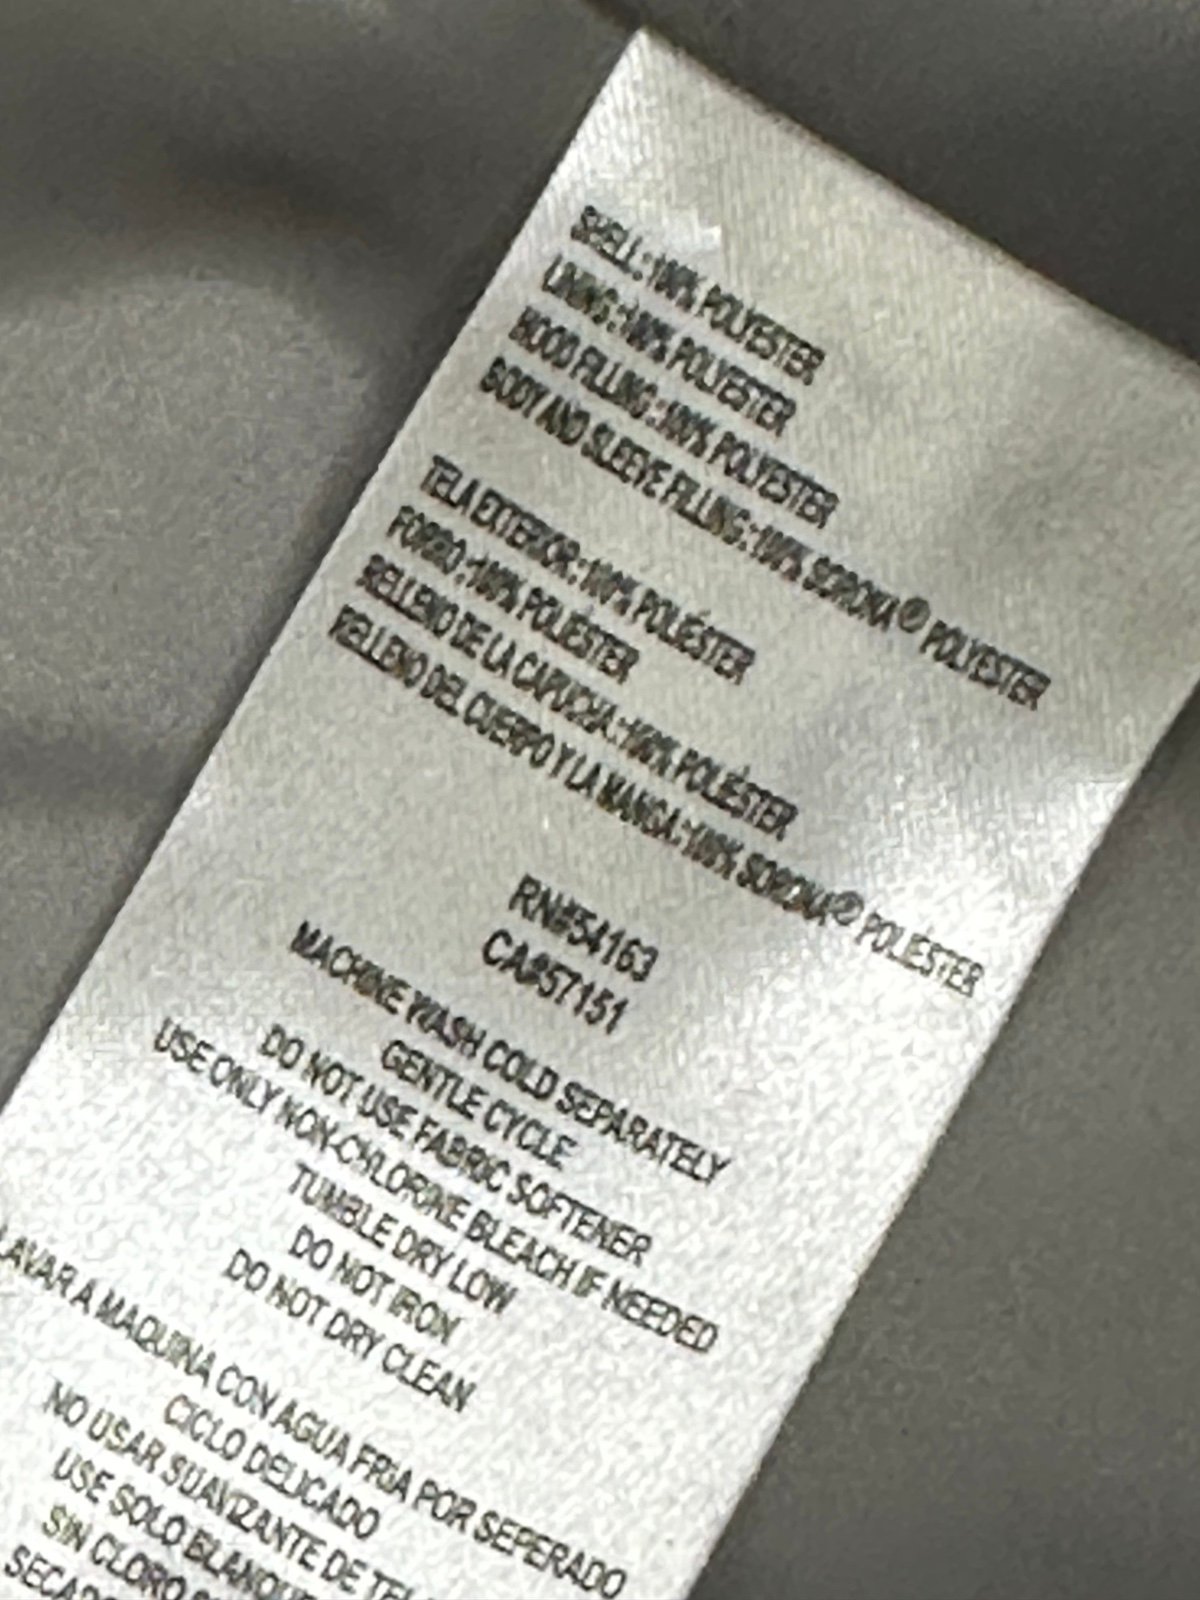 SHELL : 100% POLYESTER
LINING : 100% POLYESTER
HOOD FILLING : 100% POLYESTER
BODY AND SLEEVE FILLING : 100% SORONA® POLYESTER
TELA EXTERIOR : 100% POLIÉSTER
FORRO : 100% POLIÉSTER
RELLENO DE LA CAPUCHA : 100% POLIÉSTER
RELLENO DEL CUERPO Y LA MANGA : 100% SORONA® POLIÉSTER
RN#54163
CA#57151
MACHINE WASH COLD SEPARATELY
GENTLE CYCLE
DO NOT USE FABRIC SOFTENER
USE ONLY NON-CHLORINE BLEACH IF NEEDED
TUMBLE DRY LOW
DO NOT IRON
DO NOT DRY CLEAN
LAVAR A MAQUINA CON AGUA FRIA POR SEPERADO
CICLO DELICADO
NO USAR SUAVIZANTE DE
USE SOLO
SIN CLORO